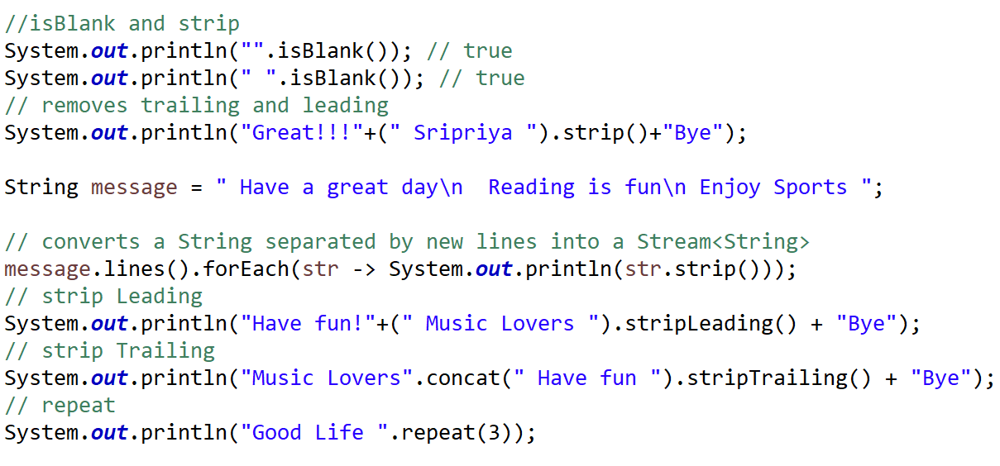 //isBlank and strip
System.out.println("".isBlank()); // true
System.out.println(" ".isBlank()); // true
// removes trailing and leading
System.out.println("Great!!!"+(" Sripriya ").strip()+"Bye");
String message = " Have a great day\n  Reading is fun\n Enjoy Sports ";
// converts a String separated by new lines into a Stream<String>
message.lines().forEach(str -> System.out.println(str.strip()));
// strip Leading
System.out.println("Have fun!"+(" Music Lovers ").stripLeading() + "Bye");
// strip Trailing
System.out.println("Music Lovers".concat(" Have fun ").stripTrailing() + "Bye");
// repeat
System.out.println("Good Life ".repeat(3));